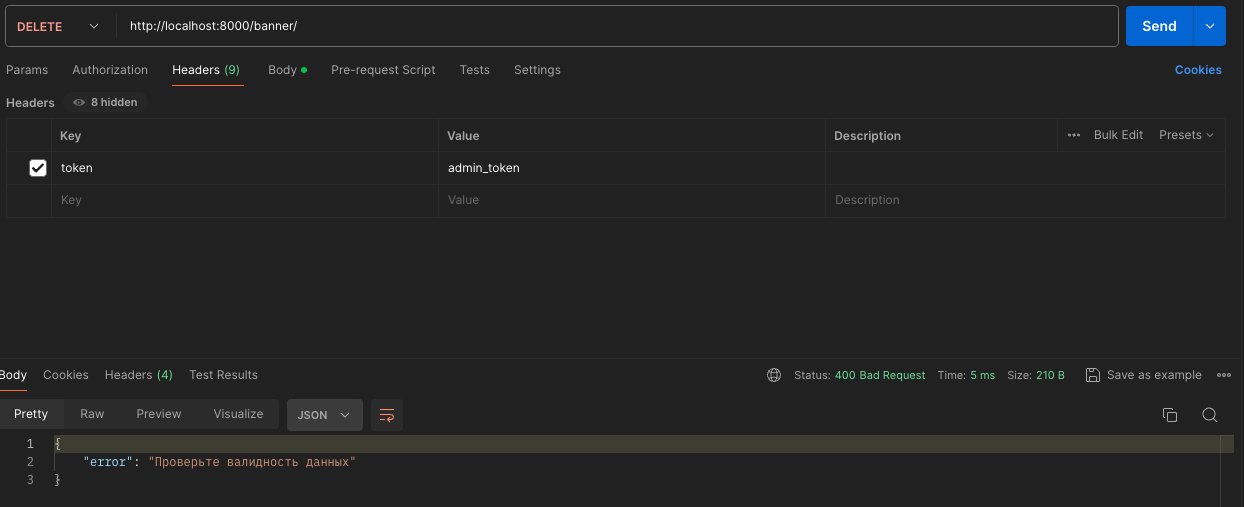 DELETE http://localhost:8000/banner/ Send
Params Authorization Headers (9) Body Pre-request Script Tests Settings Cookies
Headers 8 hidden
Key Value Description ••• Bulk Edit Presets
token admin_token
Key Value Description
Body Cookies Headers (4) Test Results Status: 400 Bad Request Time: 5 ms Size: 210 B Save as example •••
Pretty Raw Preview Visualize JSON
1 {
2 "error": "Проверьте валидность данных"
3 }